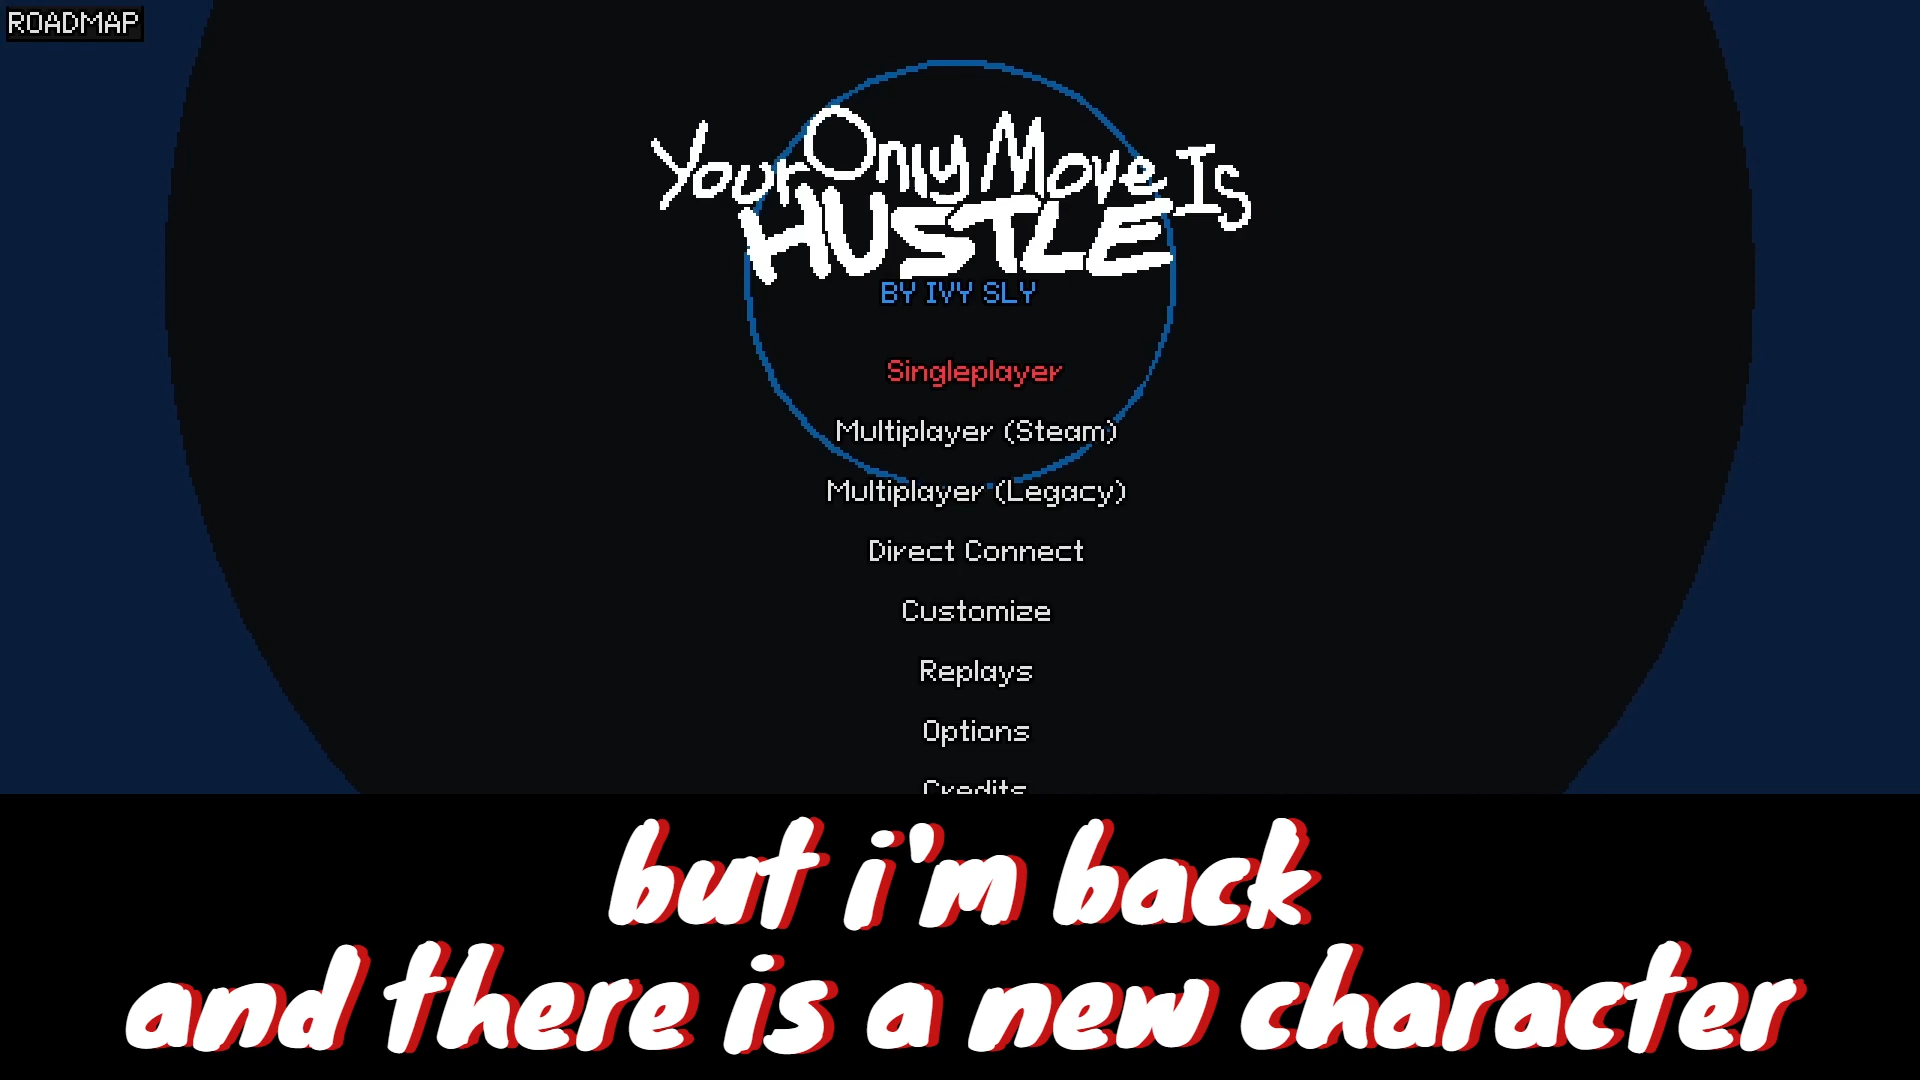 ROADMAP
Your Only Move Is
HUSTLE
BY IVY SLY
Singleplayer
Multiplayer (Steam)
Multiplayer (Legacy)
Direct Connect
Customize
Replays
Options
Credits
but i'm back
and there is a new character